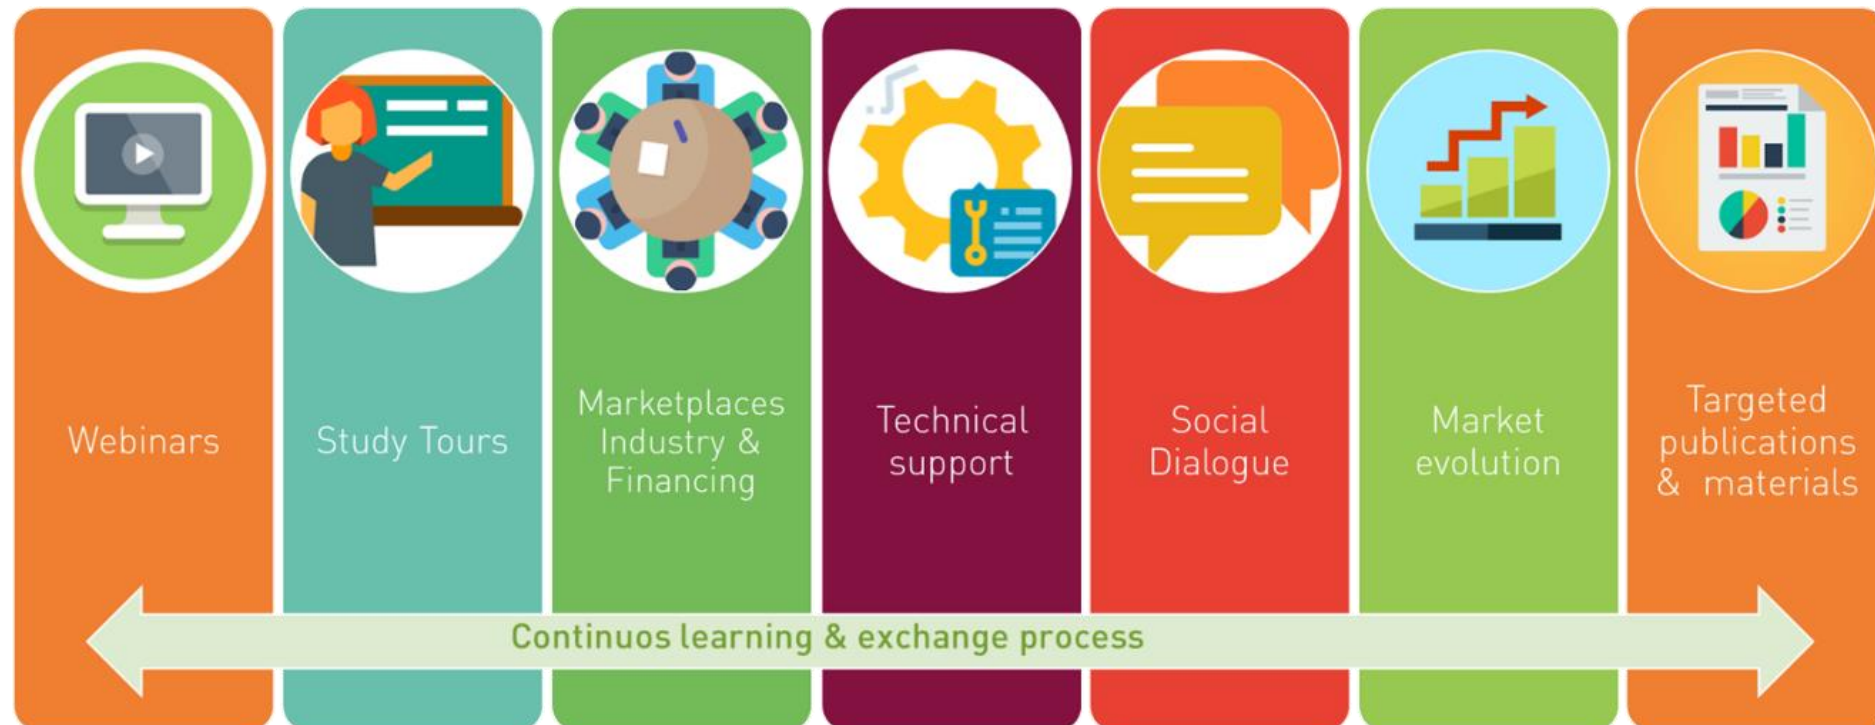 Webinars
Study Tours
Marketplaces
Industry &
Financing
Technical
support
Social
Dialogue
Market
evolution
Targeted
publications
& materials
Continuos learning & exchange process